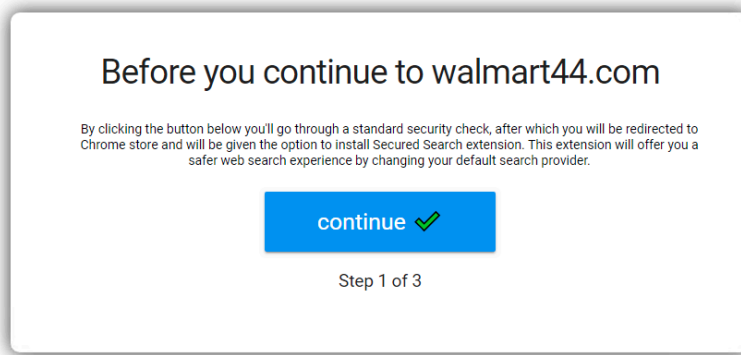 Before you continue to walmart44.com
By clicking the button below you'll go through a standard security check, after which you will be redirected to
Chrome store and will be given the option to install Secured Search extension. This extension will offer you a
safer web search experience by changing your default search provider.
continue
Step 1 of 3